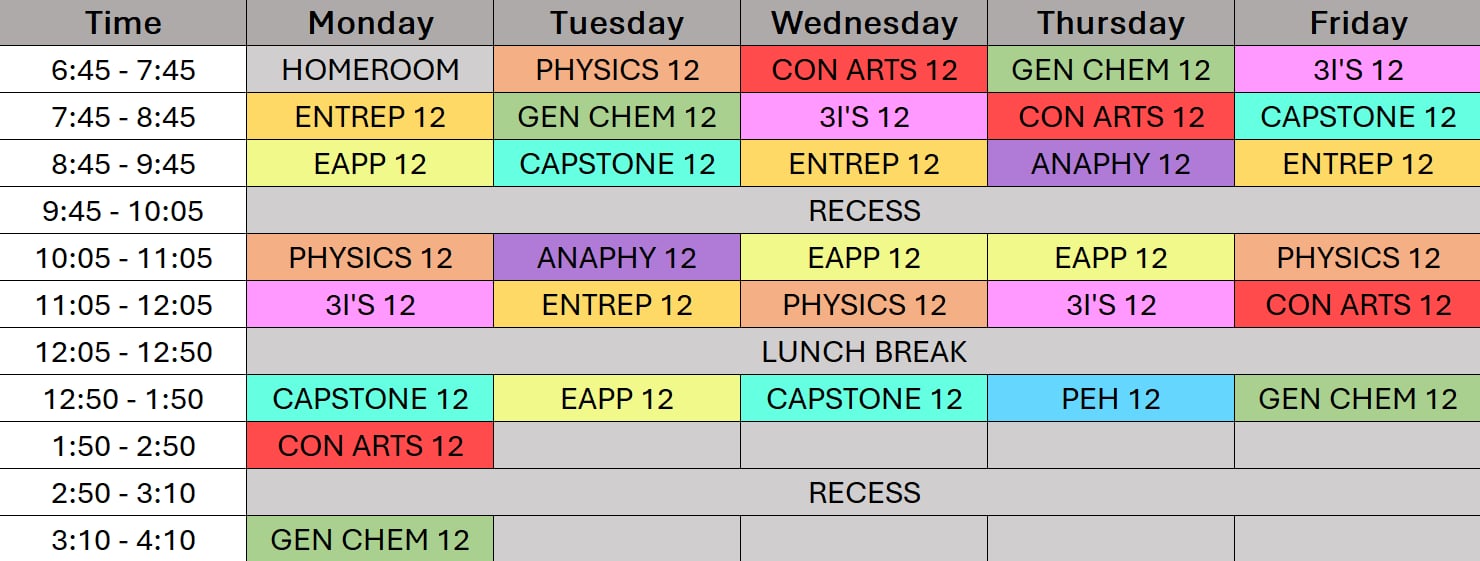 Time Monday Tuesday Wednesday Thursday Friday
6:45 - 7:45 HOMEROOM PHYSICS 12 CON ARTS 12 GEN CHEM 12 3I'S 12
7:45 - 8:45 ENTREP 12 GEN CHEM 12 3I'S 12 CON ARTS 12 CAPSTONE 12
8:45 - 9:45 EAPP 12 CAPSTONE 12 ENTREP 12 ANAPHY 12 ENTREP 12
9:45 - 10:05 RECESS
10:05 - 11:05 PHYSICS 12 ANAPHY 12 EAPP 12 EAPP 12 PHYSICS 12
11:05 - 12:05 3I'S 12 ENTREP 12 PHYSICS 12 3I'S 12 CON ARTS 12
12:05 - 12:50 LUNCH BREAK
12:50 - 1:50 CAPSTONE 12 EAPP 12 CAPSTONE 12 PEH 12 GEN CHEM 12
1:50 - 2:50 CON ARTS 12
2:50 - 3:10 RECESS
3:10 - 4:10 GEN CHEM 12